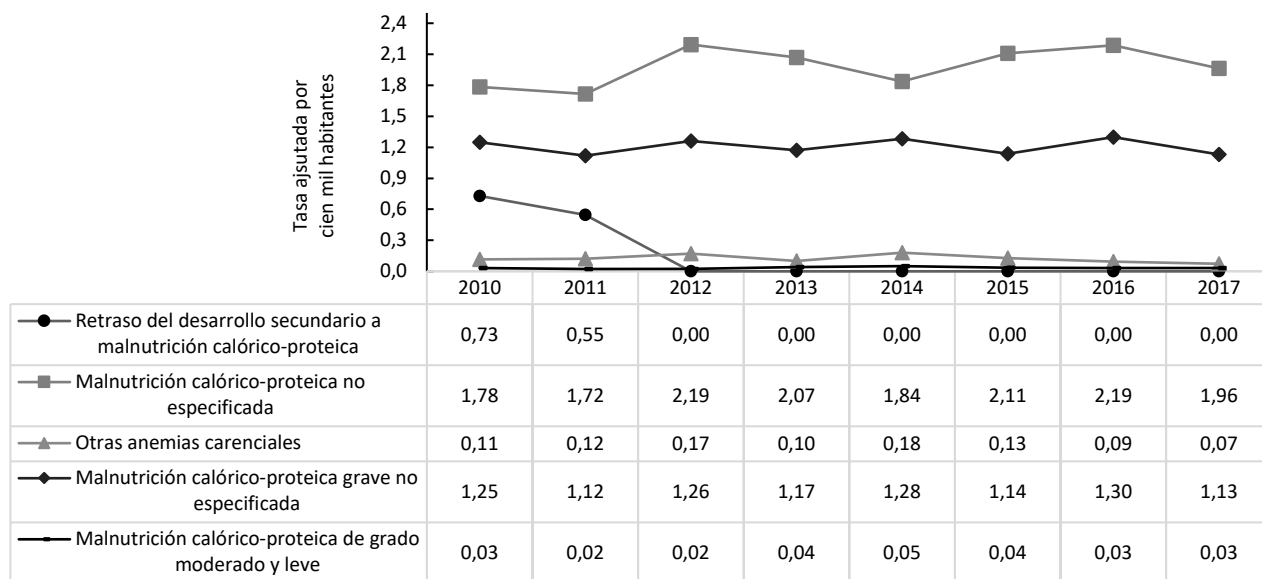 2,4
2,1
1,8
1,5
1,2
0,9
0,6
0,3
0,0
Tasa ajsutada por
cien mil habitantes
2010 2011 2012 2013 2014 2015 2016 2017
Retraso del desarrollo secundario a
malnutrición calórico-proteica
0,73 0,55 0,00 0,00 0,00 0,00 0,00 0,00
Malnutrición calórico-proteica no
especificada
1,78 1,72 2,19 2,07 1,84 2,11 2,19 1,96
Otras anemias carenciales
0,11 0,12 0,17 0,10 0,18 0,13 0,09 0,07
Malnutrición calórico-proteica grave no
especificada
1,25 1,12 1,26 1,17 1,28 1,14 1,30 1,13
Malnutrición calórico-proteica de grado
moderado y leve
0,03 0,02 0,02 0,04 0,05 0,04 0,03 0,03